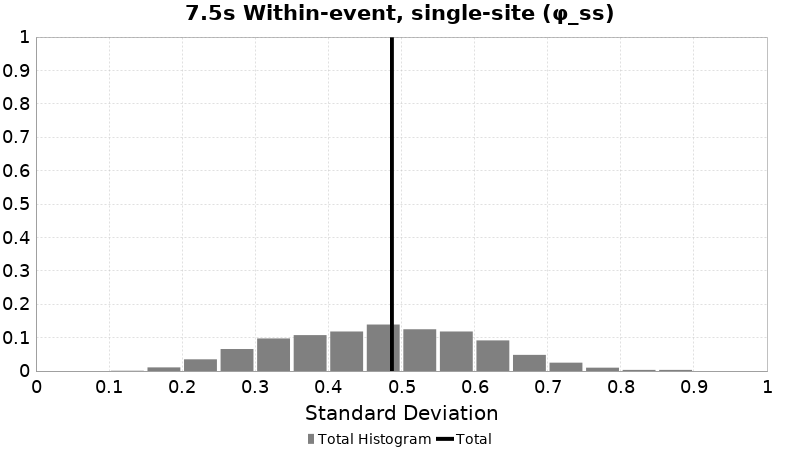 7.5s Within-event, single-site (φ_ss)
1
0.9
0.8
0.7
0.6
0.5
0.4
0.3
0.2
0.1
0
0 0.1 0.2 0.3 0.4 0.5 0.6 0.7 0.8 0.9 1
Standard Deviation
Total Histogram Total